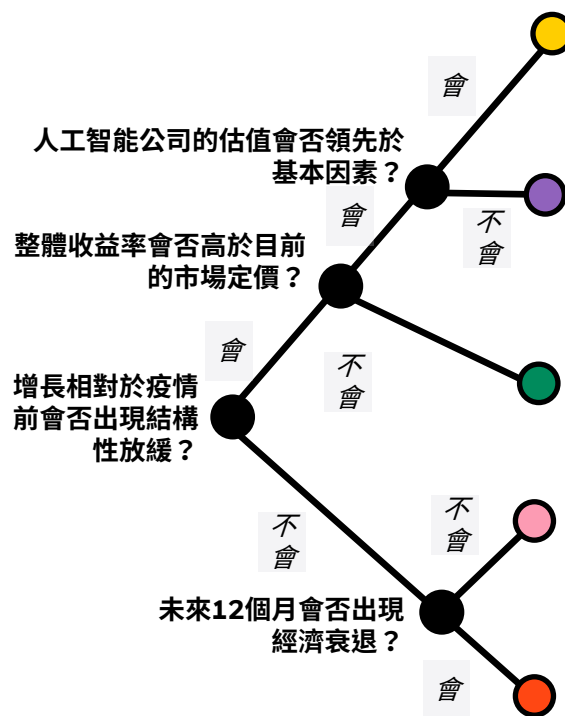 會
人工智能公司的估值會否領先於
基本因素？
會
不
會
整體收益率會否高於目前
的市場定價？
會
不
會
增長相對於疫情
前會否出現結構
性放緩？
不
會
不
會
未來12個月會否出現
經濟衰退？
會